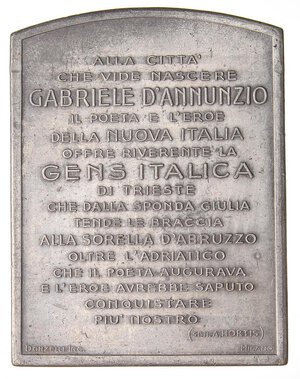 ALLA CITTA'
CHE VIDE NASCERE
GABRIELE D'ANNUNZIO
IL POETA E L'EROE
DELLA NUOVA ITALIA
OFFRE RIVERENTE LA
GENS ITALICA
DI TRIESTE
CHE DALLA SPONDA GIULIA
TENDE LE BRACCIA
ALLA SORELLA D'ABRUZZO
OLTRE L'ADRIATICO
CHE IL POETA AUGURAVA
E L'EROE AVREBBE SAPUTO
CONQUISTARE
PIU' NOSTRO
A HORTIS)